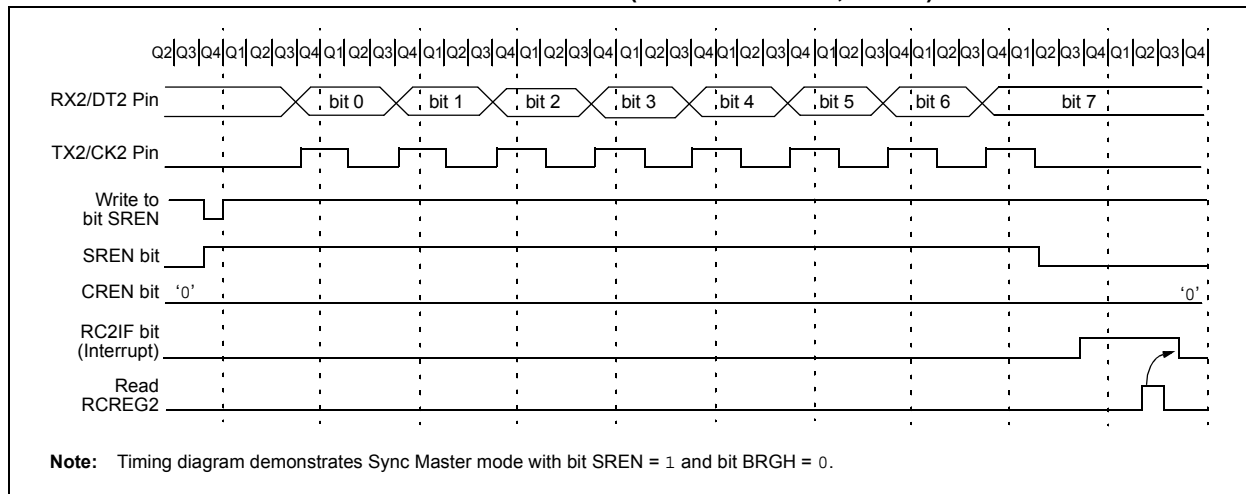 Q2 Q3 Q4 Q1 Q2 Q3 Q4 Q1 Q2 Q3 Q4 Q1 Q2 Q3 Q4 Q1 Q2 Q3 Q4 Q1 Q2 Q3 Q4 Q1 Q2 Q3 Q4 Q1 Q2 Q3 Q4 Q1 Q2 Q3 Q4 Q1 Q2 Q3 Q4 Q1 Q2 Q3 Q4
RX2/DT2 Pin bit 0 bit 1 bit 2 bit 3 bit 4 bit 5 bit 6 bit 7
TX2/CK2 Pin
Write to
bit SREN
SREN bit
CREN bit ‘0’ ‘0’
RC2IF bit
(Interrupt)
Read
RCREG2
Note: Timing diagram demonstrates Sync Master mode with bit SREN = 1 and bit BRGH = 0.